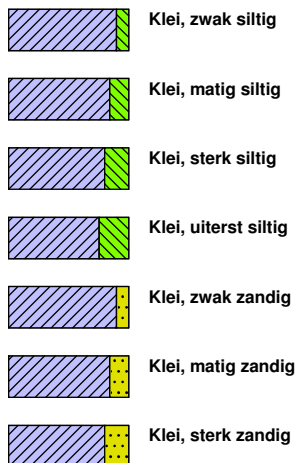 Klei, zwak siltig
Klei, matig siltig
Klei, sterk siltig
Klei, uiterst siltig
Klei, zwak zandig
Klei, matig zandig
Klei, sterk zandig